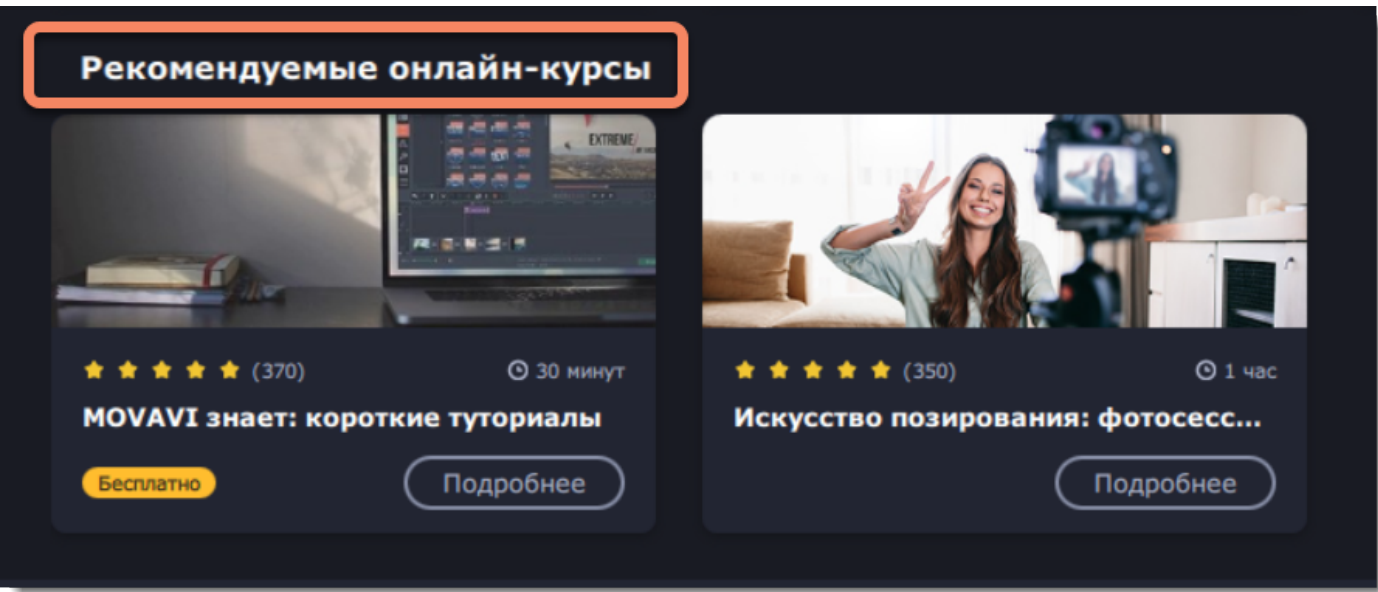 Рекомендуемые онлайн-курсы
EXTREME
(370)
30 минут
MOVAVI знает: короткие туториалы
Бесплатно
Подробнее
(350)
1 час
Искусство позирования: фотосесс...
Подробнее